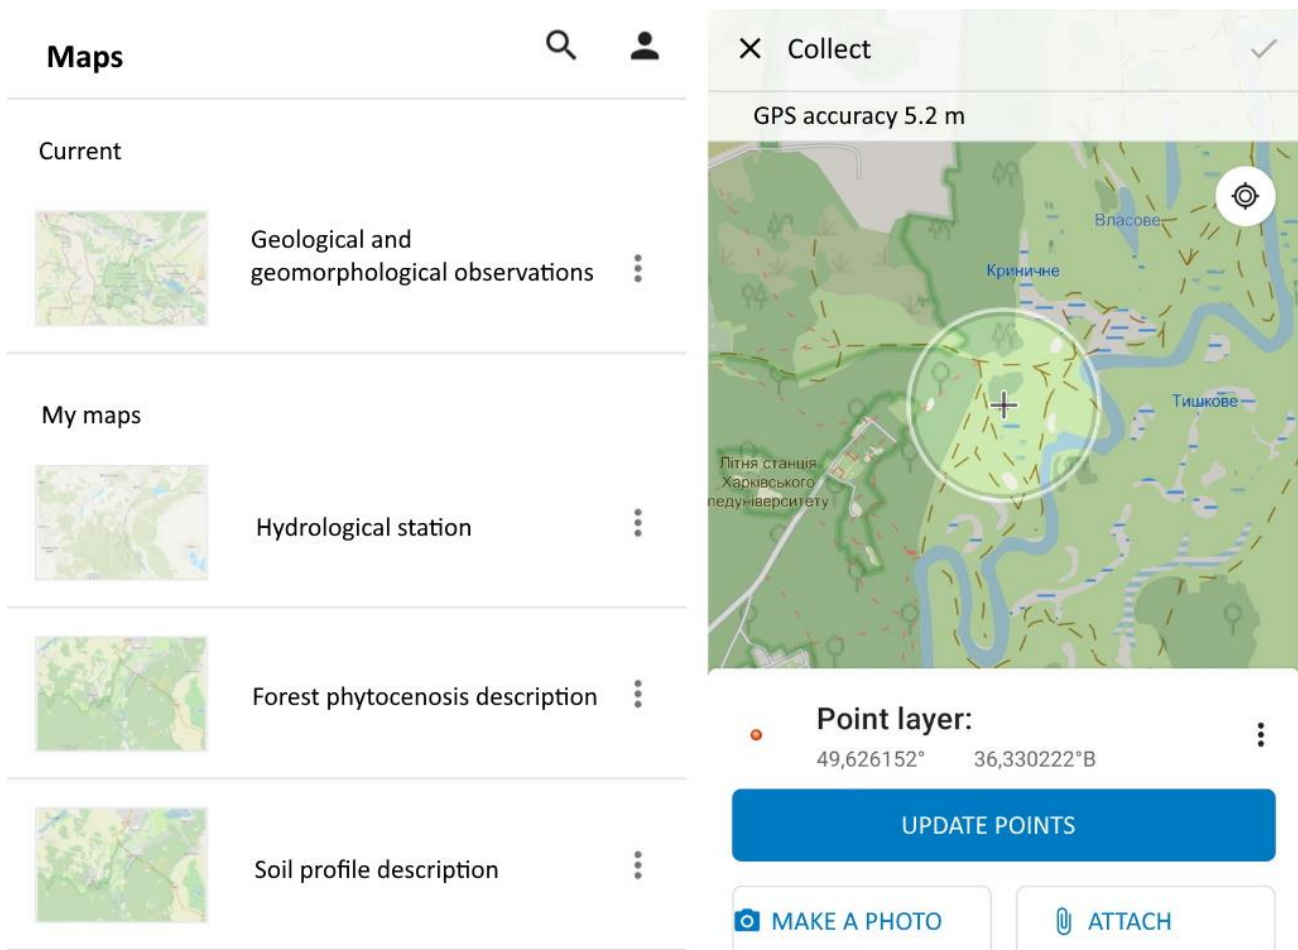 Maps
Current
Geological and
geomorphological observations
My maps
Hydrological station
Forest phytocenosis description
Soil profile description
Collect
GPS accuracy 5.2 m
Власове
Криничне
Тишкове
Літня станція
Харківського
педуніверситету
Point layer:
49,626152° 36,330222°В
UPDATE POINTS
MAKE A PHOTO
ATTACH